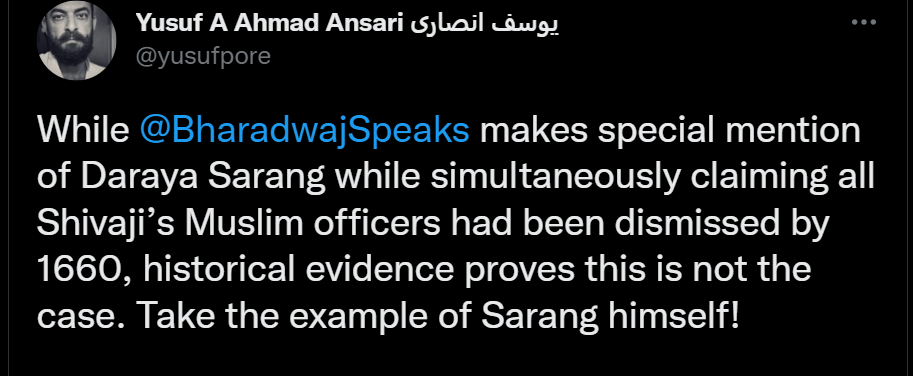 Yusuf A Ahmad Ansari یوسف انصاری
@yusufpore
While @BharadwajSpeaks makes special mention
of Daraya Sarang while simultaneously claiming all
Shivaji’s Muslim officers had been dismissed by
1660, historical evidence proves this is not the
case. Take the example of Sarang himself!